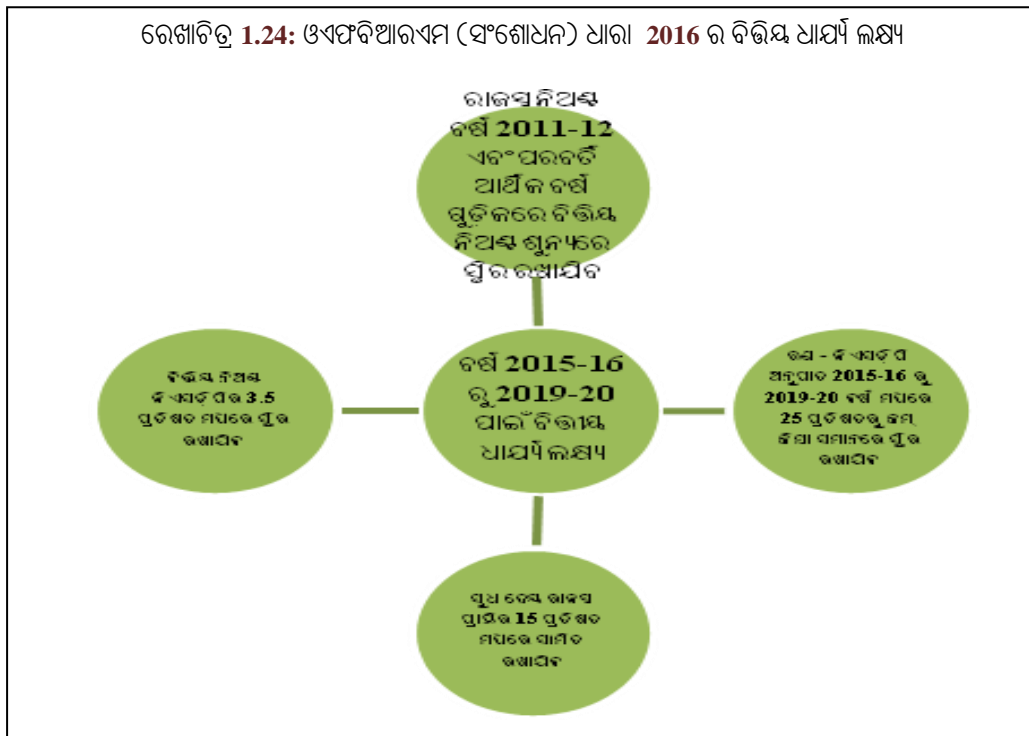 ରେଖାଚିତ୍ର 1.24: ଓଏଫବିଆରଏମ (ସଂଶୋଧନ) ଧାରା 2016 ର ବିତ୍ତିୟ ଧାର୍ଯ୍ୟ ଲକ୍ଷ୍ୟ
ରାଜସ୍ୱ ନିଅଣ୍ଟ
ବର୍ଷ 2011-12
ଏବଂ ପରବର୍ତି
ଆର୍ଥିକ ବର୍ଷ
ଗୁଡ଼ିକରେ ବିତ୍ତିୟ
ନିଅଣ୍ଟ ଶୁନ୍ୟରେ
ସ୍ଥିର ରଖାଯିବ
ବିତ୍ତିୟ ନିଅଣ୍ଟ
ଜିଏସଡ଼ିପିର 3.5
ପ୍ରତିଶତ ମଧ୍ୟରେ ସ୍ଥିର
ରଖାଯିବ
ବର୍ଷ 2015-16
ରୁ 2019-20
ପାଇଁ ବିତ୍ତୀୟ
ଧାର୍ଯ୍ୟ ଲକ୍ଷ୍ୟ
ଋଣ - ଜିଏସଡ଼ିପି
ଅନୁପାତ 2015-16 ରୁ
2019-20 ବର୍ଷ ମଧ୍ୟରେ
25 ପ୍ରତିଶତରୁ କମ୍
କିମ୍ବା ସମାନରେ ସ୍ଥିର
ରଖାଯିବ
ସୁଧ ଦେୟ ରାଜସ୍ୱ
ପ୍ରାପ୍ତିର 15 ପ୍ରତିଶତ
ମଧ୍ୟରେ ସୀମିତ
ରଖାଯିବ